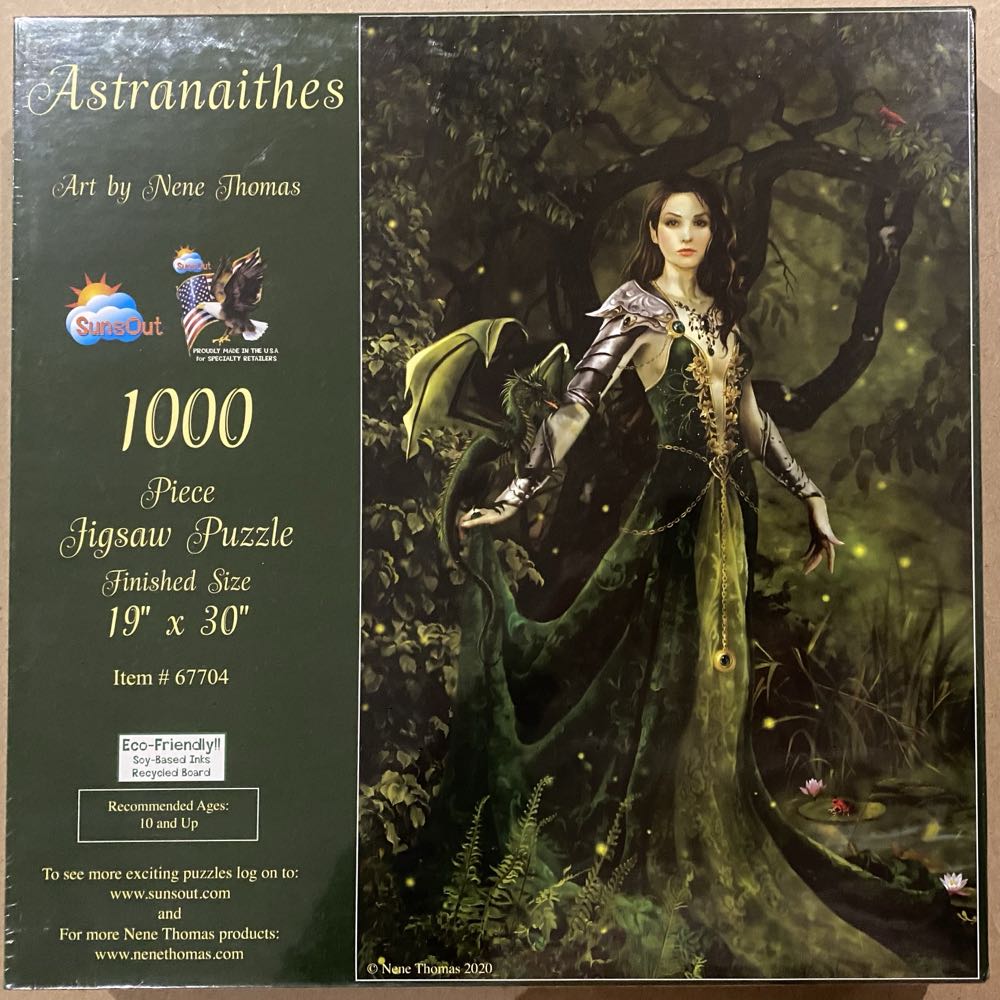 Astranaithes
Art by Nene Thomas
SunsOut
SunsOut
PROUDLY MADE IN THE USA
for SPECIALTY RETAILERS
1000
Piece
Jigsaw Puzzle
Finished Size
19" x 30"
Item # 67704
Eco-Friendly!!
Soy-Based Inks
Recycled Board
Recommended Ages:
10 and Up
To see more exciting puzzles log on to:
www.sunsout.com
and
For more Nene Thomas products:
www.nenethomas.com
© Nene Thomas 2020